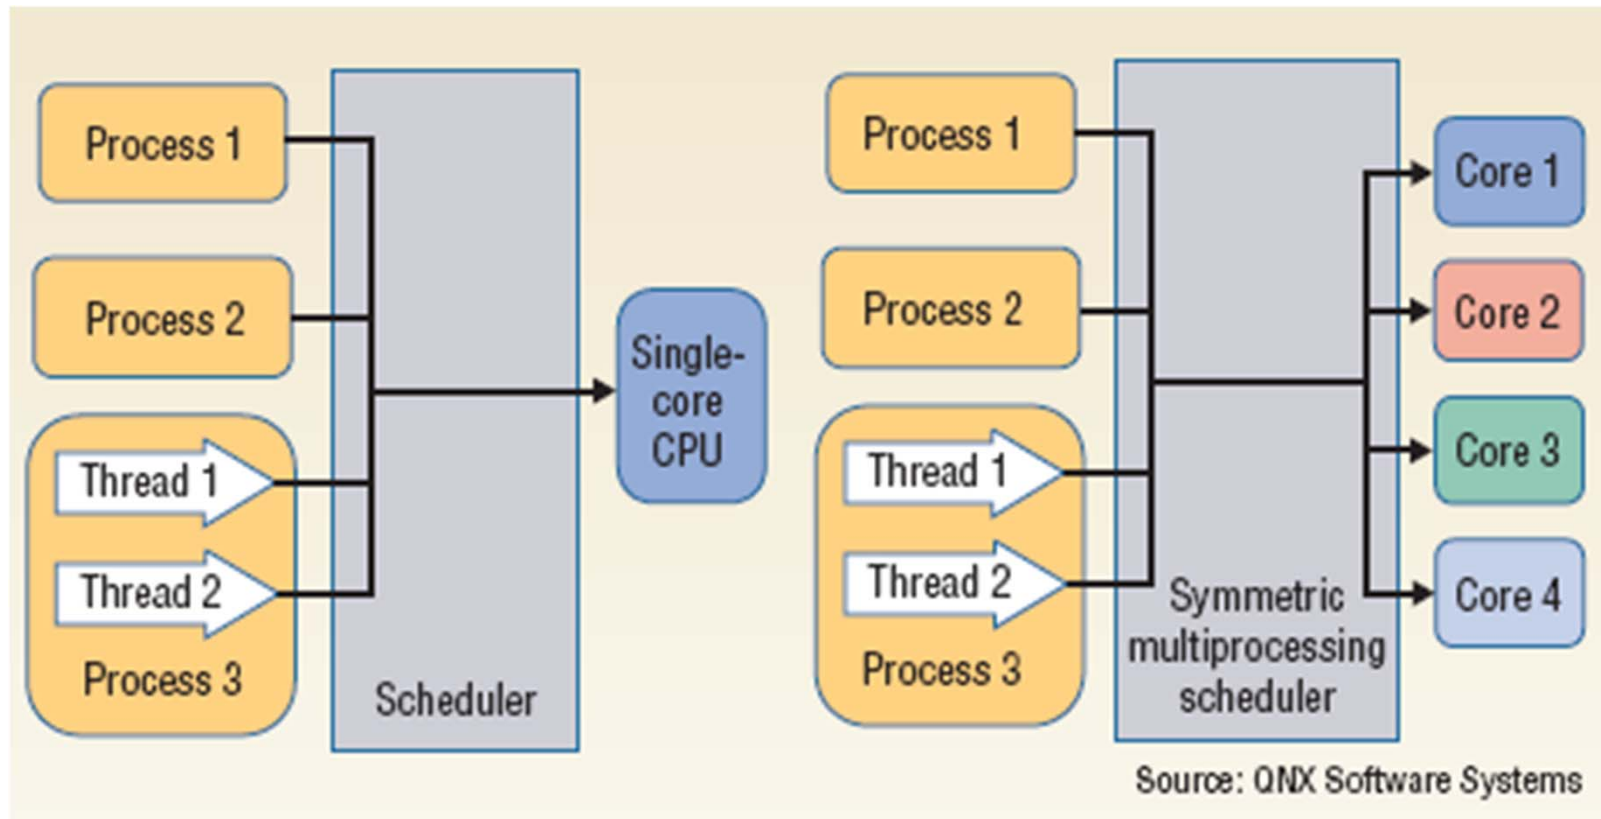 Process 1
Process 2
Thread 1
Thread 2
Process 3
Scheduler
Single-
core
CPU
Process 1
Process 2
Thread 1
Thread 2
Process 3
Symmetric
multiprocessing
scheduler
Core 1
Core 2
Core 3
Core 4
Source: QNX Software Systems